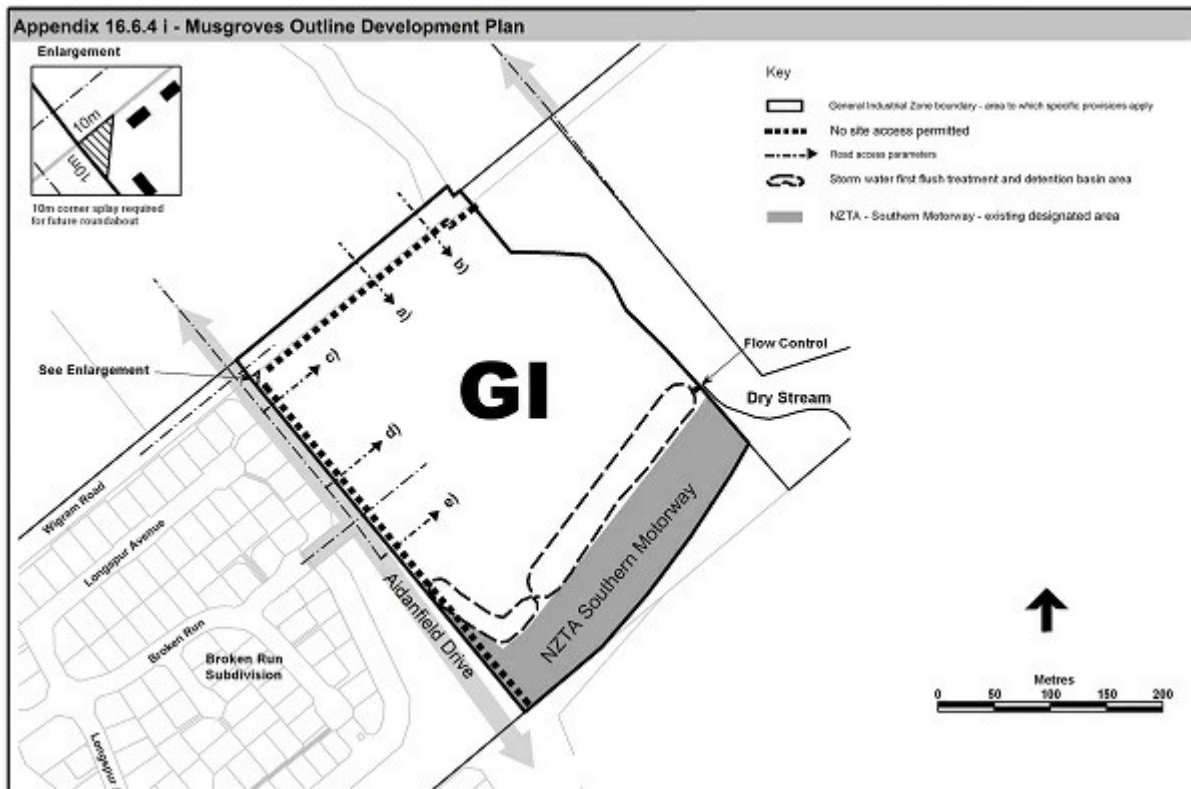 Appendix 16.6.4 i - Musgroves Outline Development Plan
Enlargement
10m
10m
10m corner splay required
for future roundabout
Key
General Industrial Zone boundary - area to which specific provisions apply
No site access permitted
Road access parameters
Storm water first flush treatment and detention basin area
NZTA - Southern Motorway - existing designated area
b)
a)
See Enlargement
c)
GI
Flow Control
Dry Stream
d)
e)
Wigram Road
Longspur Avenue
NZTA Southern Motorway
Aidanfield Drive
Broken Run
Broken Run
Subdivision
Longspur
Metres
0 50 100 150 200